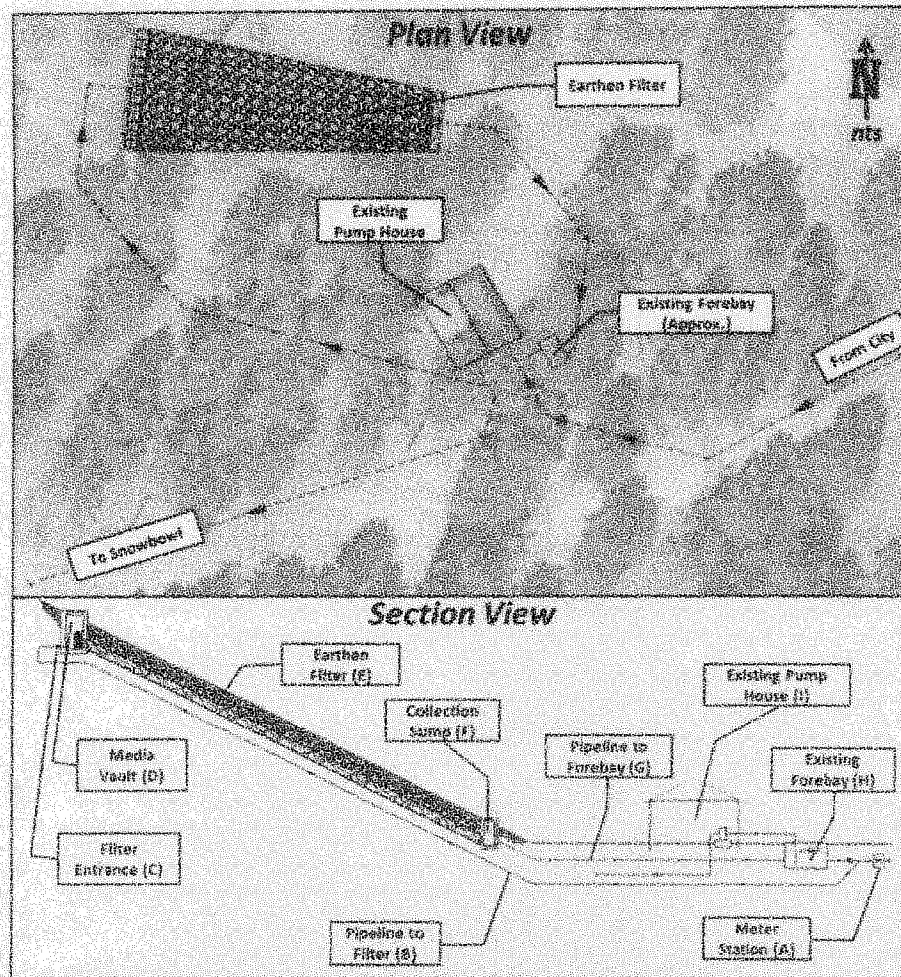 Plan View
N
nts
Earthen Filter
Existing
Pump House
Existing Forebay
(Approx.)
From City
To Snowbowl
Section View
Earthen
Filter (E)
Existing Pump
House (I)
Collection
Sump (F)
Media
Vault (D)
Pipeline to
Forebay (G)
Existing
Forebay (H)
Filter
Entrance (C)
Pipeline to
Filter (B)
Meter
Station (A)